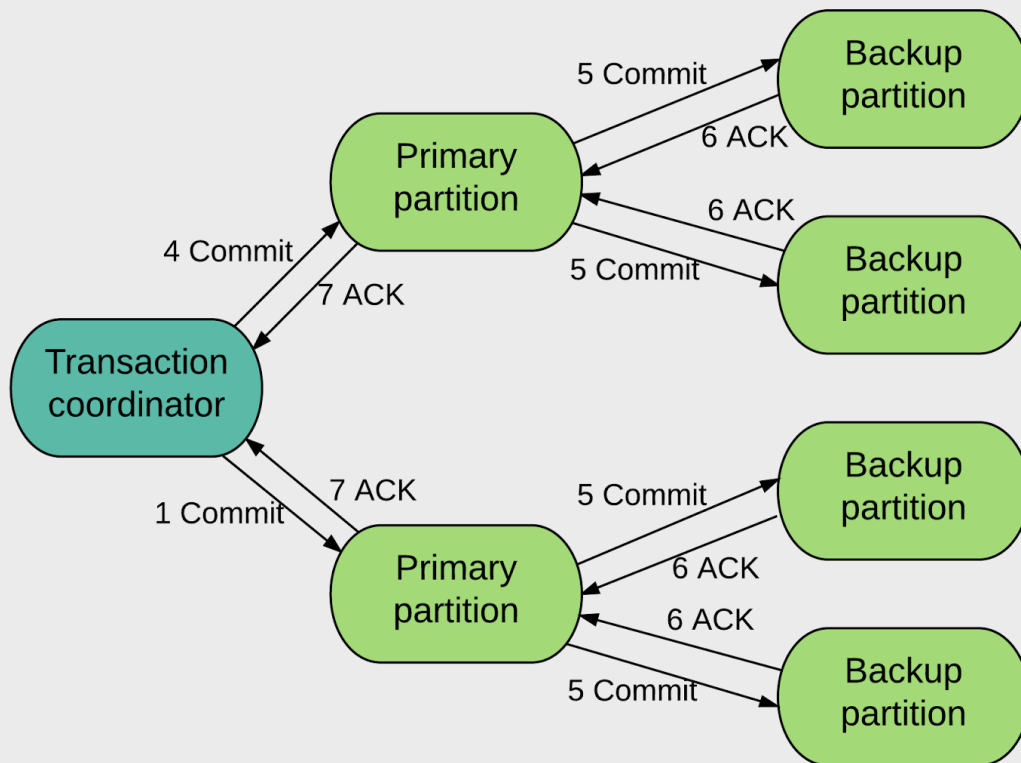 Backup
partition
5 Commit
6 ACK
Primary
partition
6 ACK
5 Commit
Backup
partition
4 Commit
7 ACK
Transaction
coordinator
7 ACK
1 Commit
Primary
partition
5 Commit
6 ACK
Backup
partition
6 ACK
5 Commit
Backup
partition